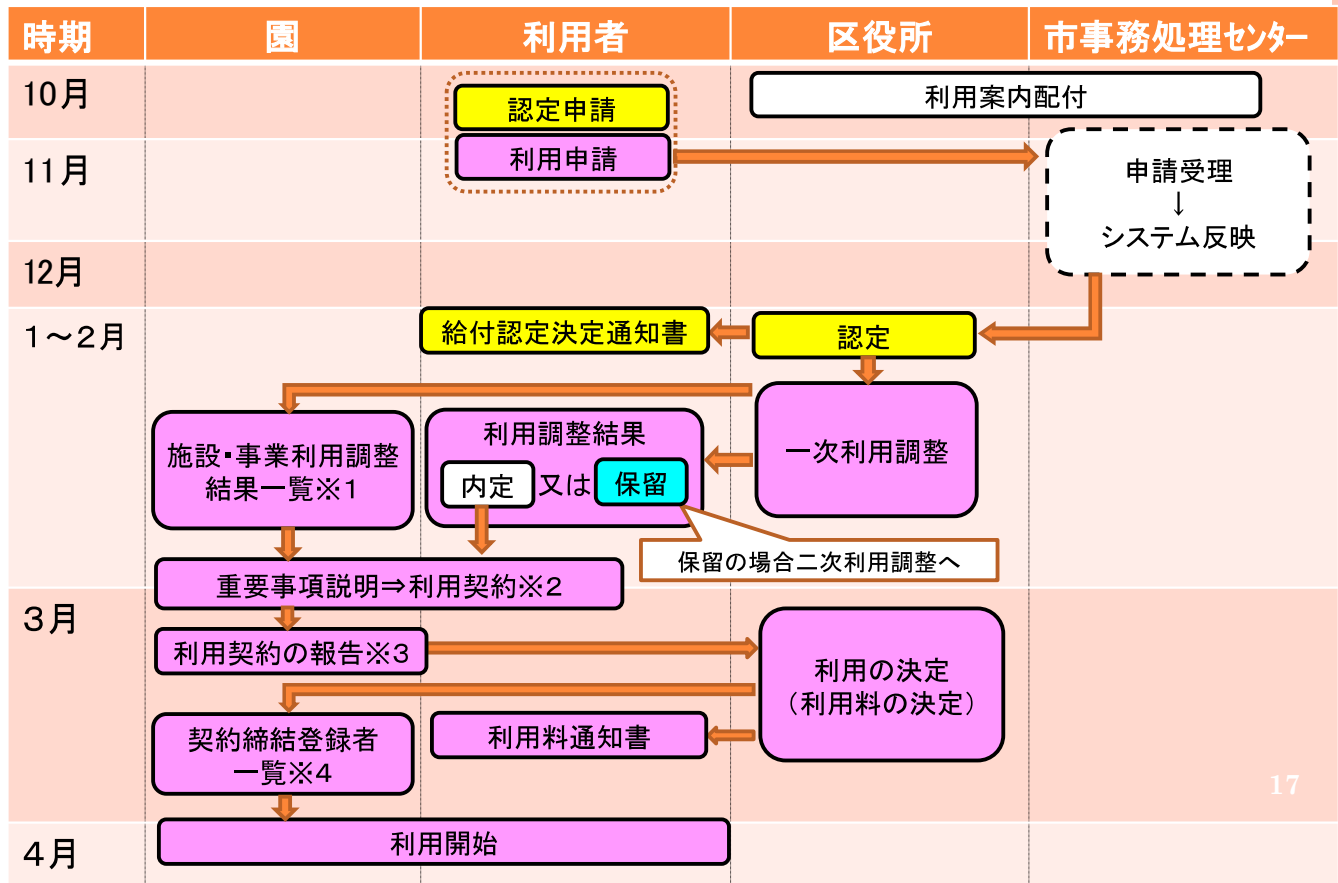 時期 園 利用者 区役所 市事務処理センター
10月
認定申請
利用案内配付
利用申請
11月
申請受理
↓
システム反映
12月
1～2月
給付認定決定通知書
認定
施設・事業利用調整
結果一覧※1
利用調整結果
内定 又は 保留
一次利用調整
保留の場合二次利用調整へ
重要事項説明⇒利用契約※2
3月
利用契約の報告※3
利用の決定
（利用料の決定）
契約締結登録者
一覧※4
利用料通知書
17
4月
利用開始